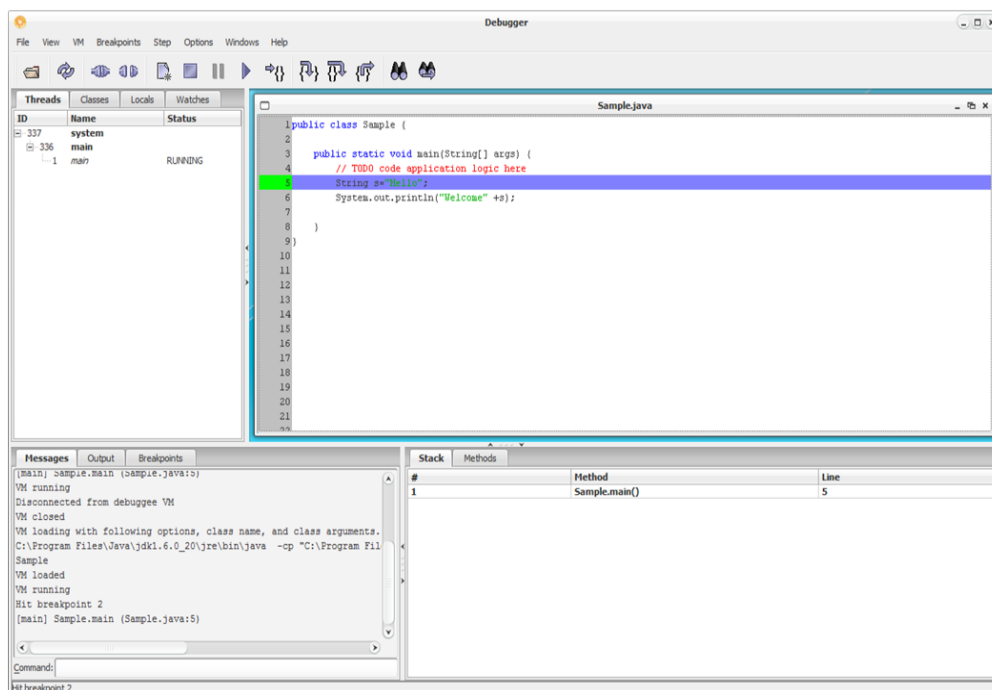 Debugger
File View VM Breakpoints Step Options Windows Help
Threads Classes Locals Watches
ID Name Status
337 system
336 main
1 main RUNNING
Sample.java
1 public class Sample {
2
3 public static void main(String[] args) {
4 // TODO code application logic here
5 String s="Hello";
6 System.out.println("Welcome" +s);
7
8 }
9 }
10
11
12
13
14
15
16
17
18
19
20
21
22
Messages Output Breakpoints
[main] Sample.main (Sample.java:5)
VM running
Disconnected from debuggee VM
VM closed
VM loading with following options, class name, and class arguments.
C:\Program Files\Java\jdk1.6.0_20\jre\bin\java -cp "C:\Program Fil
Sample
VM loaded
VM running
Hit breakpoint 2
[main] Sample.main (Sample.java:5)
Command:
Hit breakpoint 2
Stack Methods
# Method Line
1 Sample.main() 5